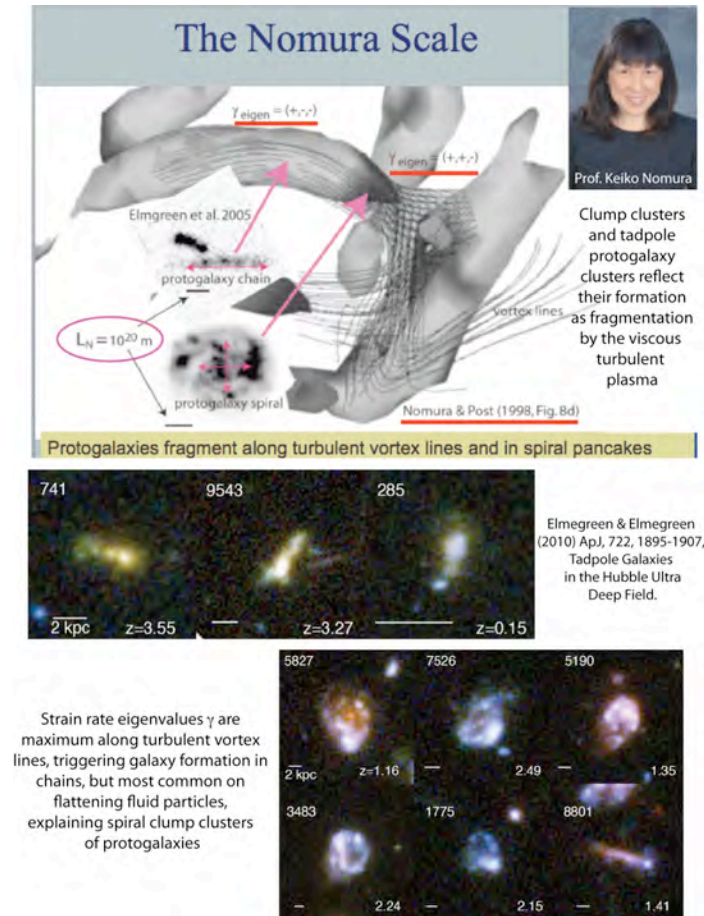 The Nomura Scale
γ eigen = (+,-,-)
γ eigen = (+,+,-)
Prof. Keiko Nomura
Elmgreen et al. 2005
protogalaxy chain
L_N = 10^20 m
protogalaxy spiral
vortex lines
Nomura & Post (1998, Fig. 8d)
Clump clusters
and tadpole
protogalaxy
clusters reflect
their formation
as fragmentation
by the viscous
turbulent
plasma
Protogalaxies fragment along turbulent vortex lines and in spiral pancakes
741
9543
285
2 kpc
z=3.55
z=3.27
z=0.15
Elmegreen & Elmegreen
(2010) ApJ, 722, 1895-1907,
Tadpole Galaxies
in the Hubble Ultra
Deep Field.
Strain rate eigenvalues γ are
maximum along turbulent vortex
lines, triggering galaxy formation in
chains, but most common on
flattening fluid particles,
explaining spiral clump clusters
of protogalaxies
5827
7526
5190
2 kpc
z=1.16
2.49
1.35
3483
1775
8801
2.24
2.15
1.41